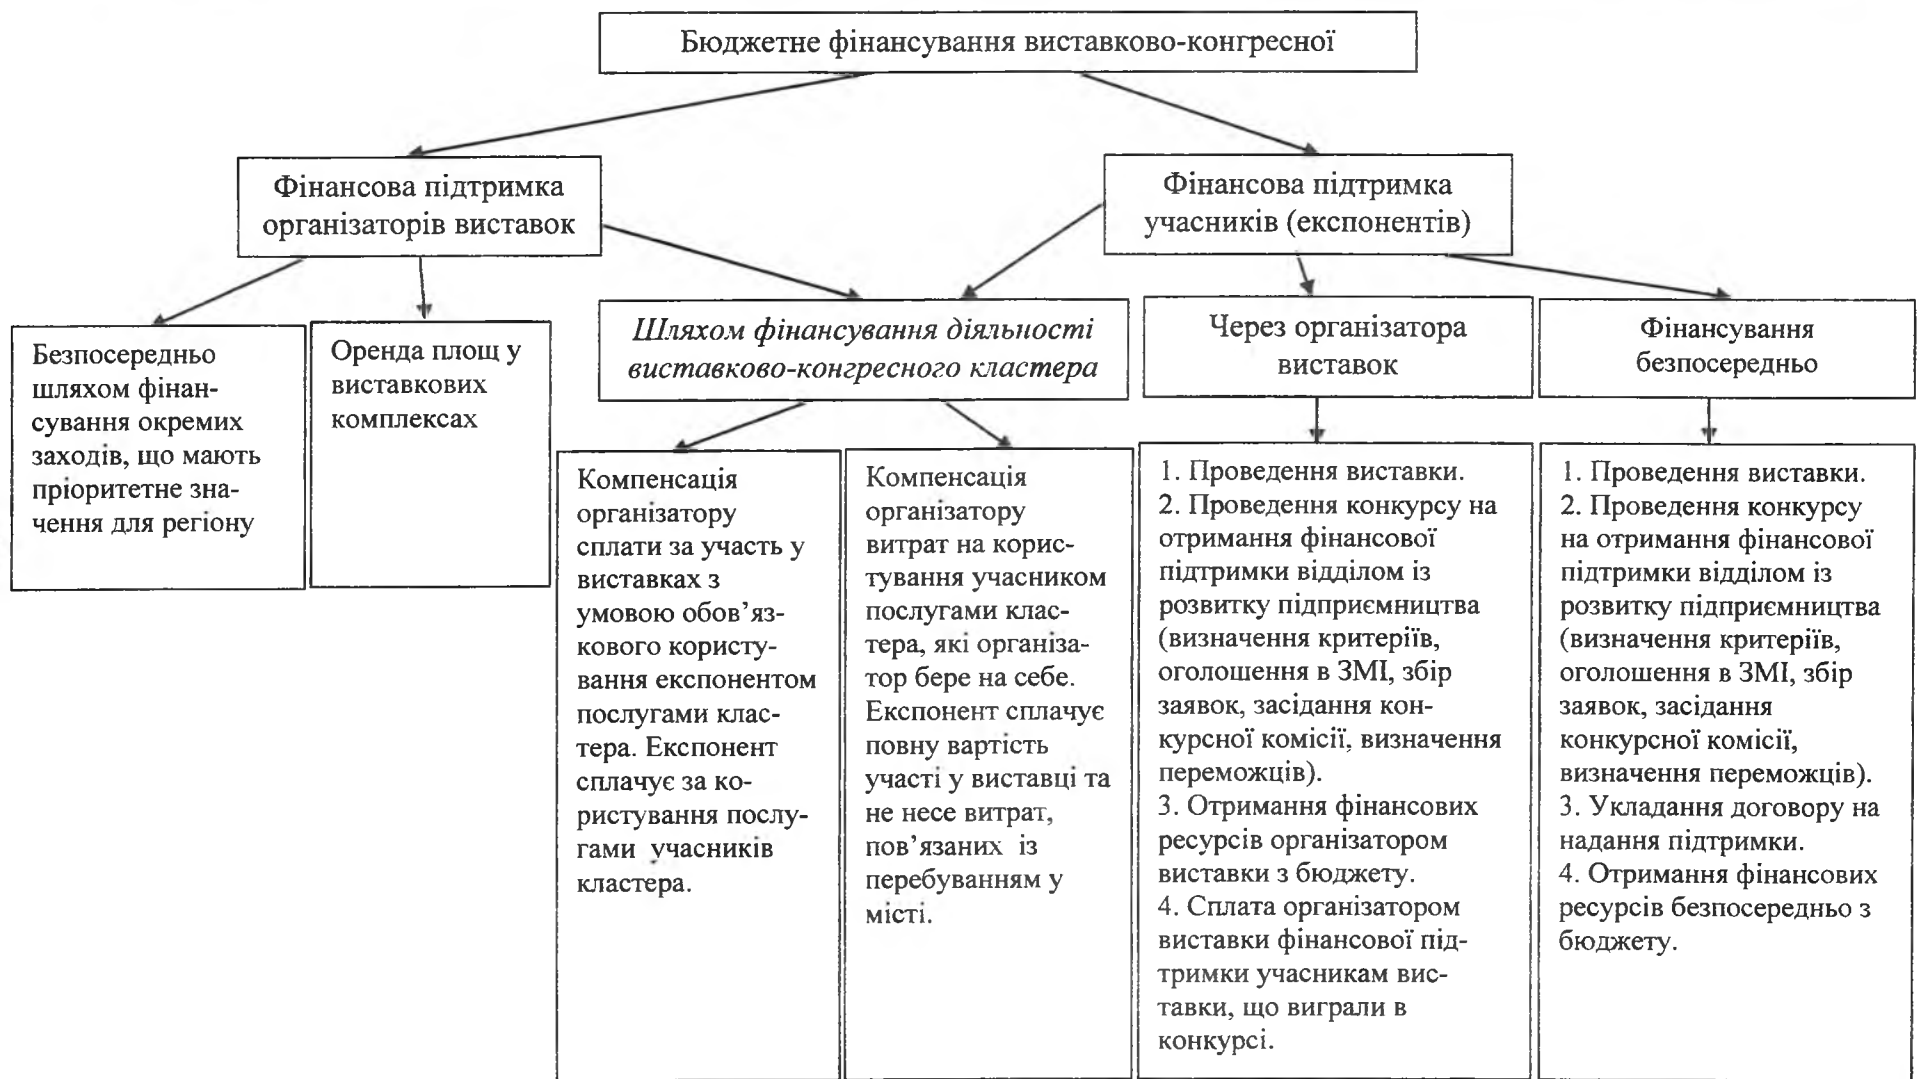 Бюджетне фінансування виставково-конгресної
Фінансова підтримка
організаторів виставок
Фінансова підтримка
учасників (експонентів)
Безпосередньо
шляхом фінан-
сування окремих
заходів, що мають
пріоритетне зна-
чення для регіону
Оренда площ у
виставкових
комплексах
Шляхом фінансування діяльності
виставково-конгресного кластера
Через організатора
виставок
Фінансування
безпосередньо
Компенсація
організатору
сплати за участь у
виставках з
умовою обов’яз-
кового користу-
вання експонентом
послугами клас-
тера. Експонент
сплачує за ко-
ристування послу-
гами учасників
кластера.
Компенсація
організатору
витрат на корис-
тування учасником
послугами клас-
тера, які організа-
тор бере на себе.
Експонент сплачує
повну вартість
участі у виставці та
не несе витрат,
пов’язаних із
перебуванням у
місті.
1. Проведення виставки.
2. Проведення конкурсу на
отримання фінансової
підтримки відділом із
розвитку підприємництва
(визначення критеріїв,
оголошення в ЗМІ, збір
заявок, засідання кон-
курсної комісії, визначення
переможців).
3. Отримання фінансових
ресурсів організатором
виставки з бюджету.
4. Сплата організатором
виставки фінансової під-
тримки учасникам вис-
тавки, що виграли в
конкурсі.
1. Проведення виставки.
2. Проведення конкурсу
на отримання фінансової
підтримки відділом із
розвитку підприємництва
(визначення критеріїв,
оголошення в ЗМІ, збір
заявок, засідання
конкурсної комісії,
визначення переможців).
3. Укладання договору на
надання підтримки.
4. Отримання фінансових
ресурсів безпосередньо з
бюджету.